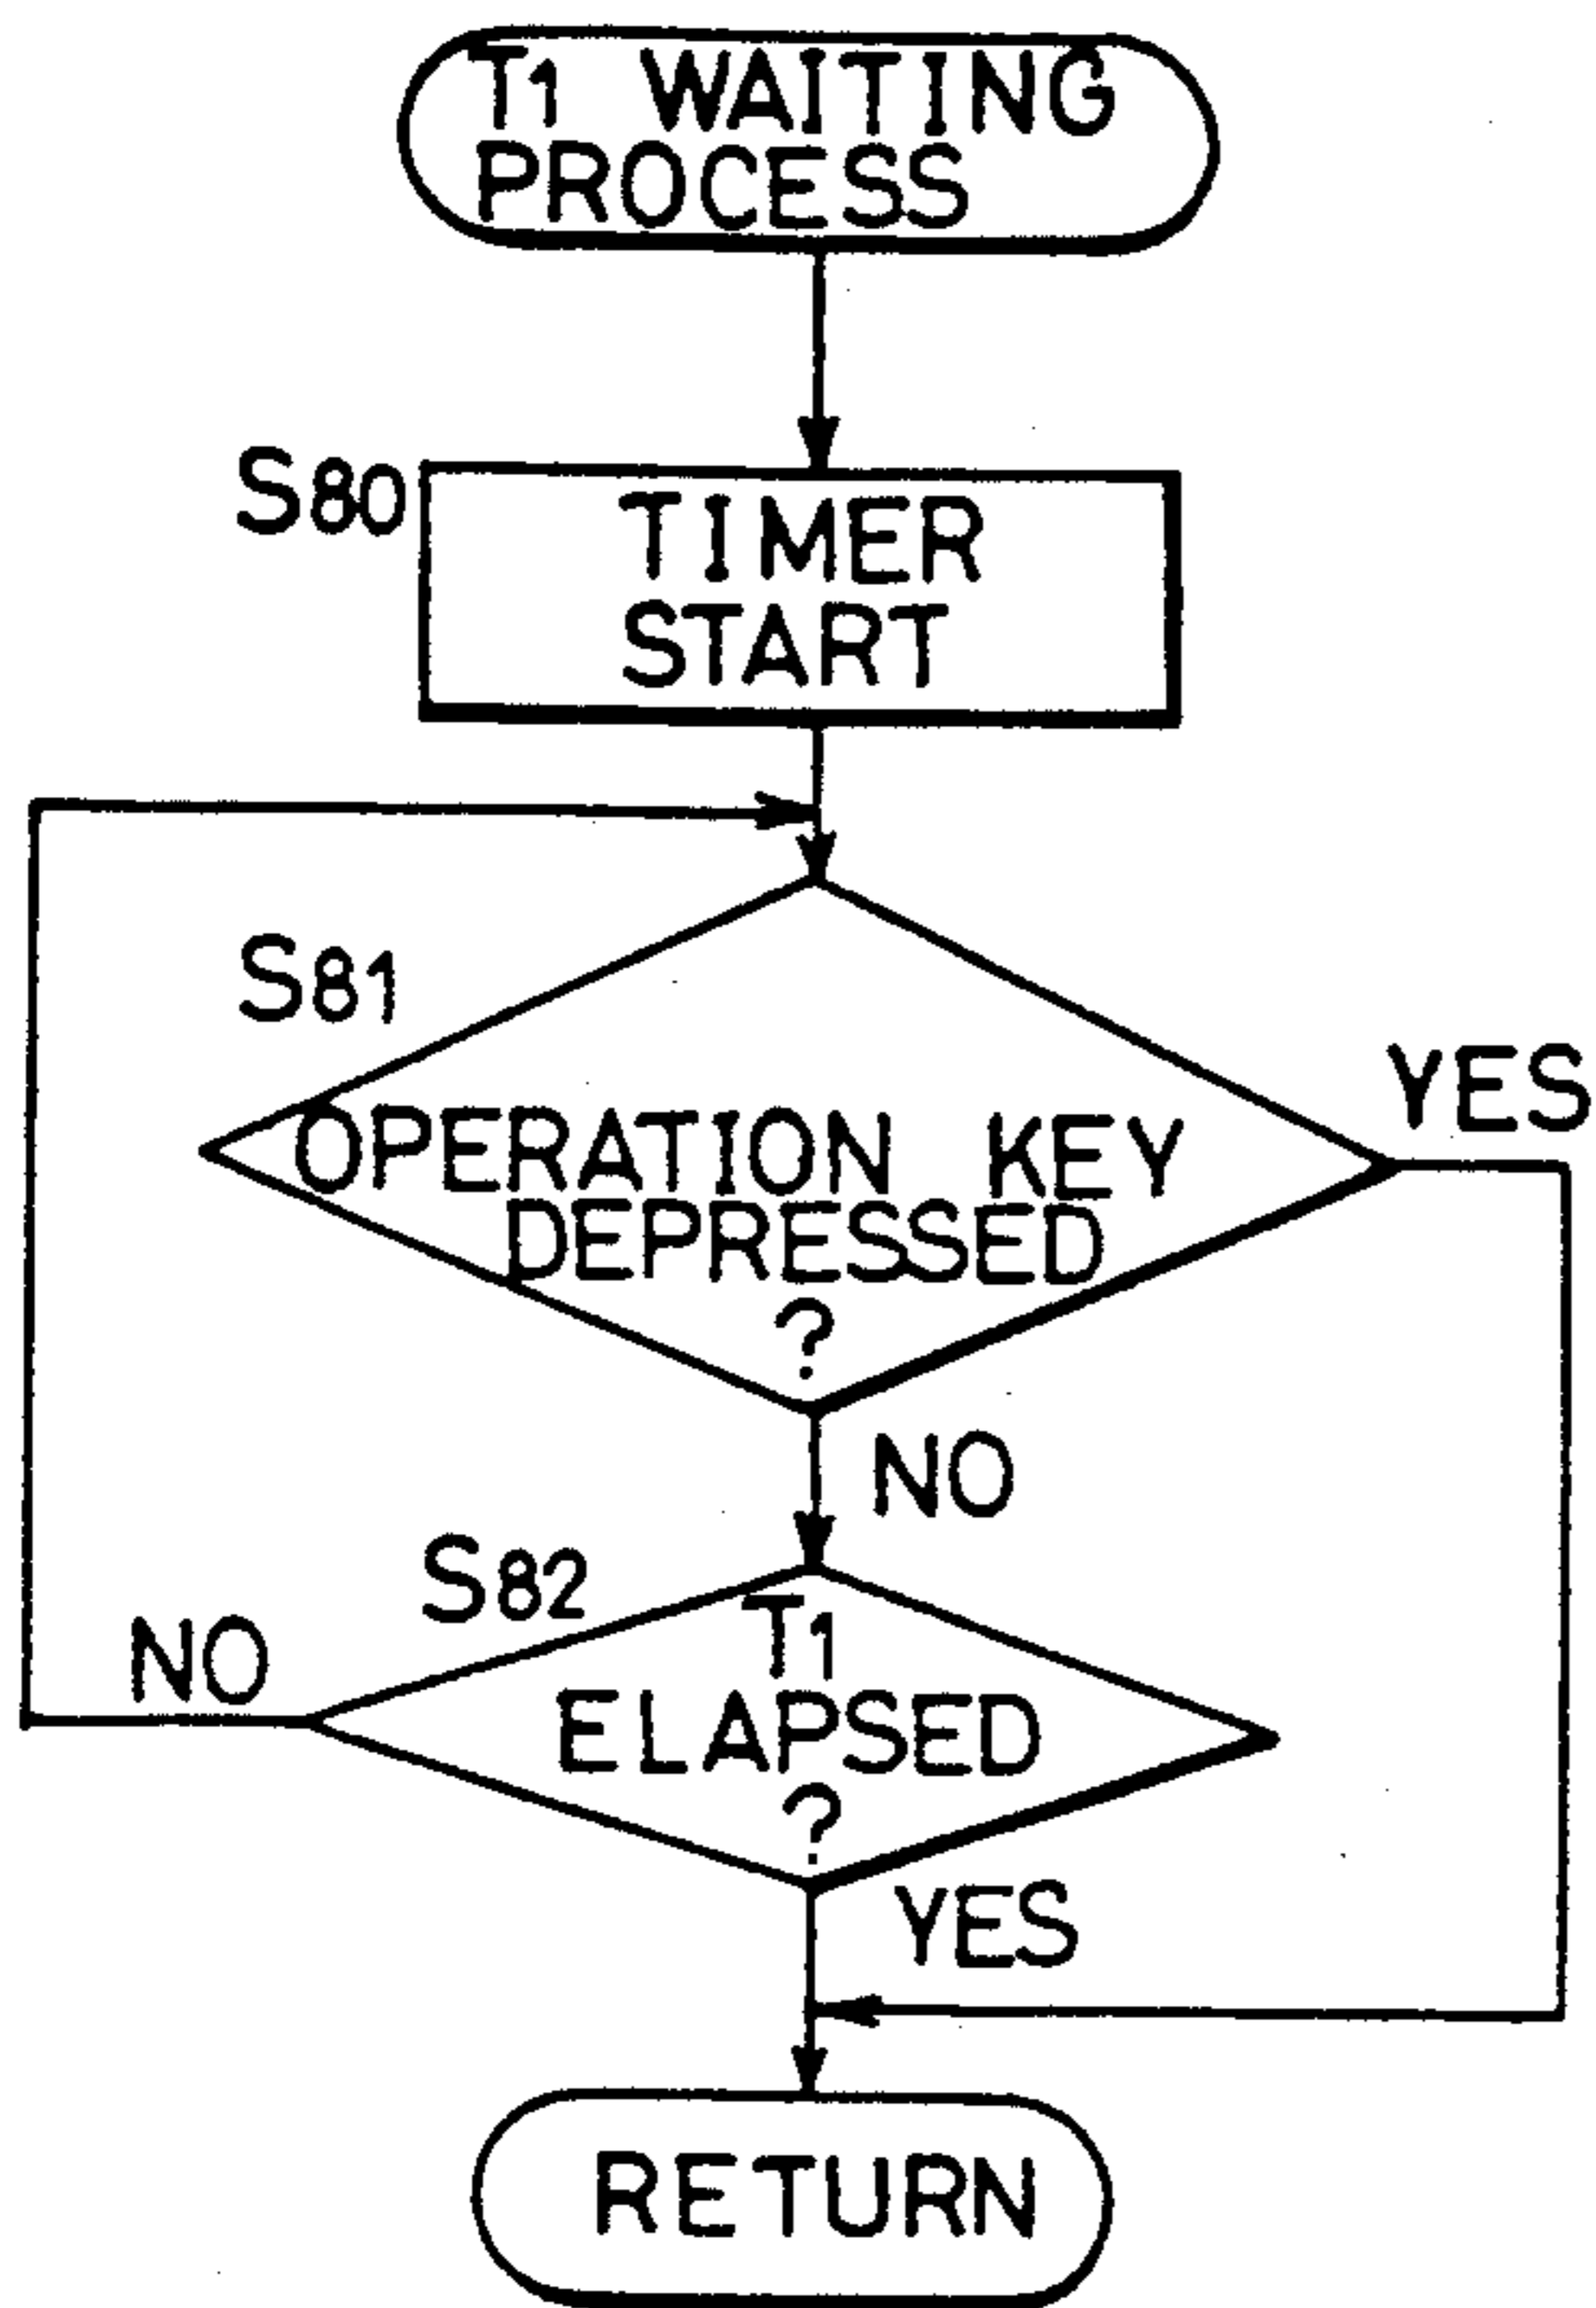 T1 WAITING
PROCESS
S80
TIMER
START
S81
YES
OPERATION KEY
DEPRESSED
?
NO
S82
NO
T1
ELAPSED
?
YES
RETURN